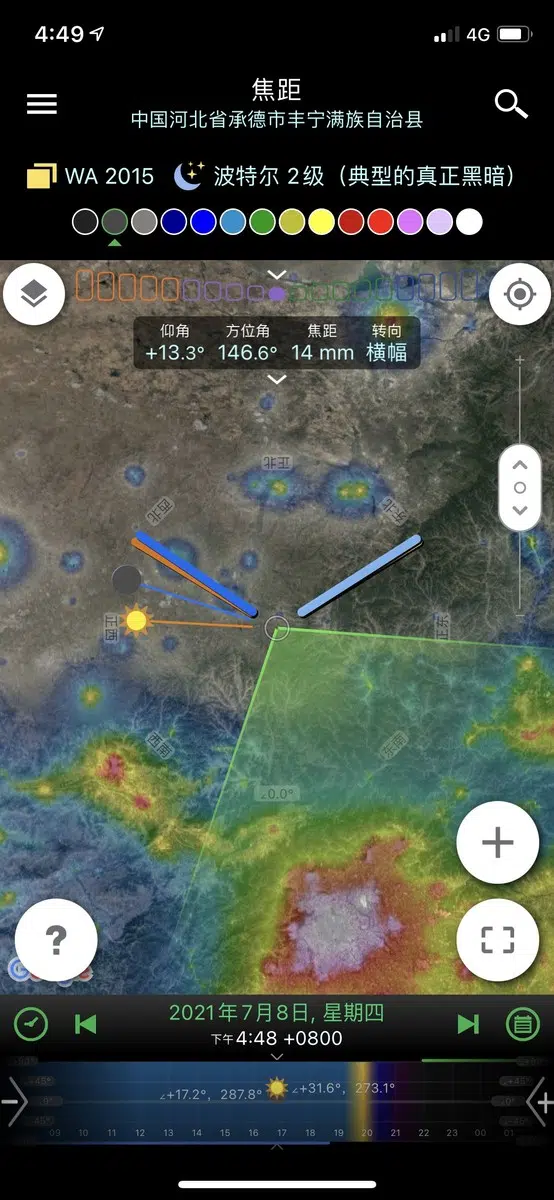 4:49
4G
焦距
中国河北省承德市丰宁满族自治县
WA 2015
波特尔 2级（典型的真正黑暗）
仰角 方位角 焦距 转向
+13.3° 146.6° 14 mm 横幅
正北
西北
东北
正西
正东
西南
东南
∠0.0°
?
2021年7月8日, 星期四
下午4:48 +0800
∠+17.2°, 287.8° ∠+31.6°, 273.1°
09 10 11 12 13 14 15 16 17 18 19 20 21 22 23 00 01